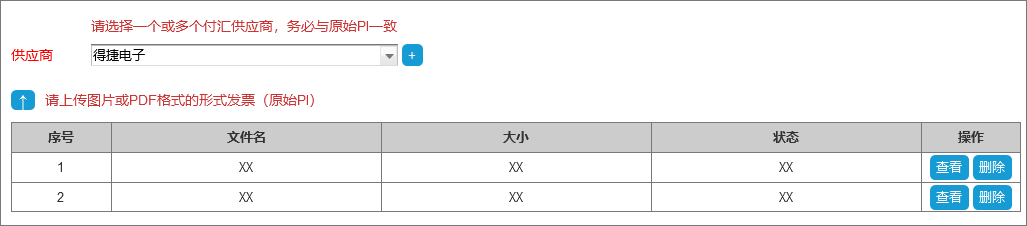 请选择一个或多个付汇供应商，务必与原始PI一致
供应商 得捷电子 +
↑ 请上传图片或PDF格式的形式发票（原始PI）
序号 文件名 大小 状态 操作
1 XX XX XX 查看 删除
2 XX XX XX 查看 删除